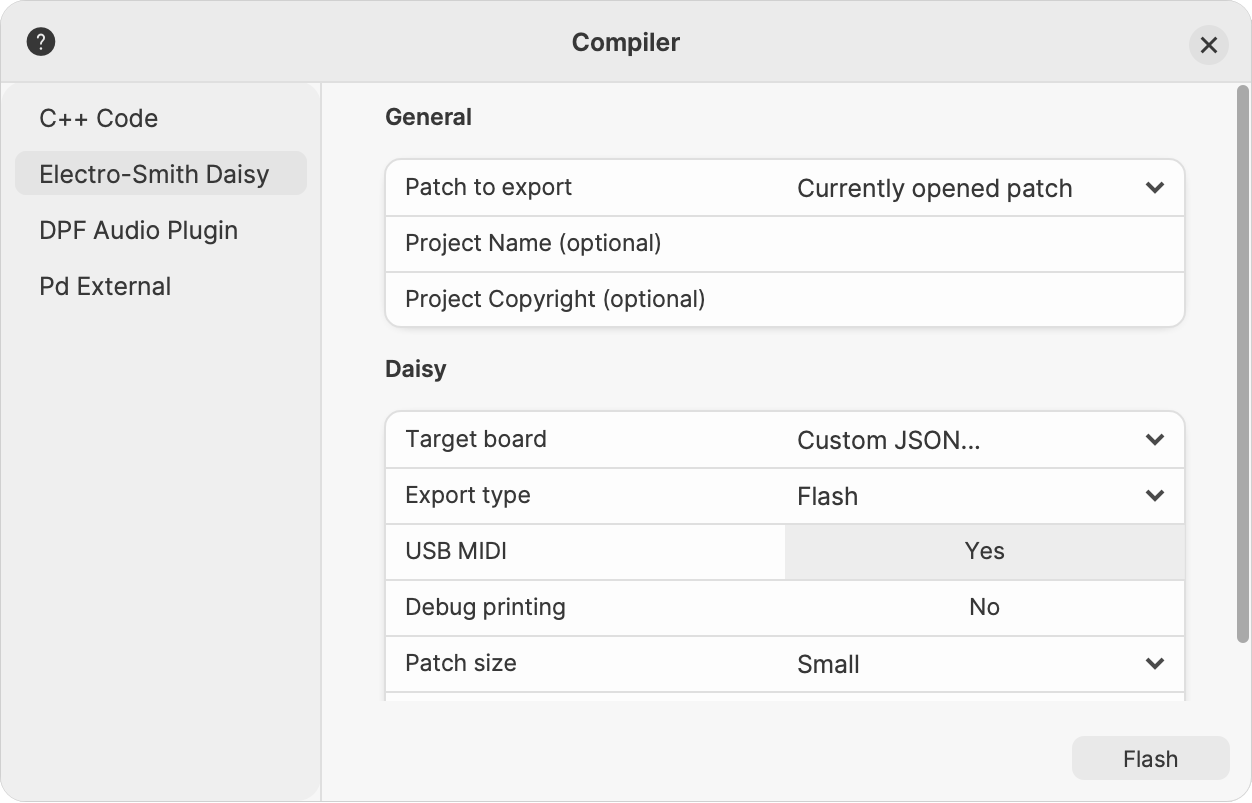 ?
Compiler
C++ Code
Electro-Smith Daisy
DPF Audio Plugin
Pd External
General
Patch to export Currently opened patch
Project Name (optional)
Project Copyright (optional)
Daisy
Target board Custom JSON...
Export type Flash
USB MIDI Yes
Debug printing No
Patch size Small
Flash